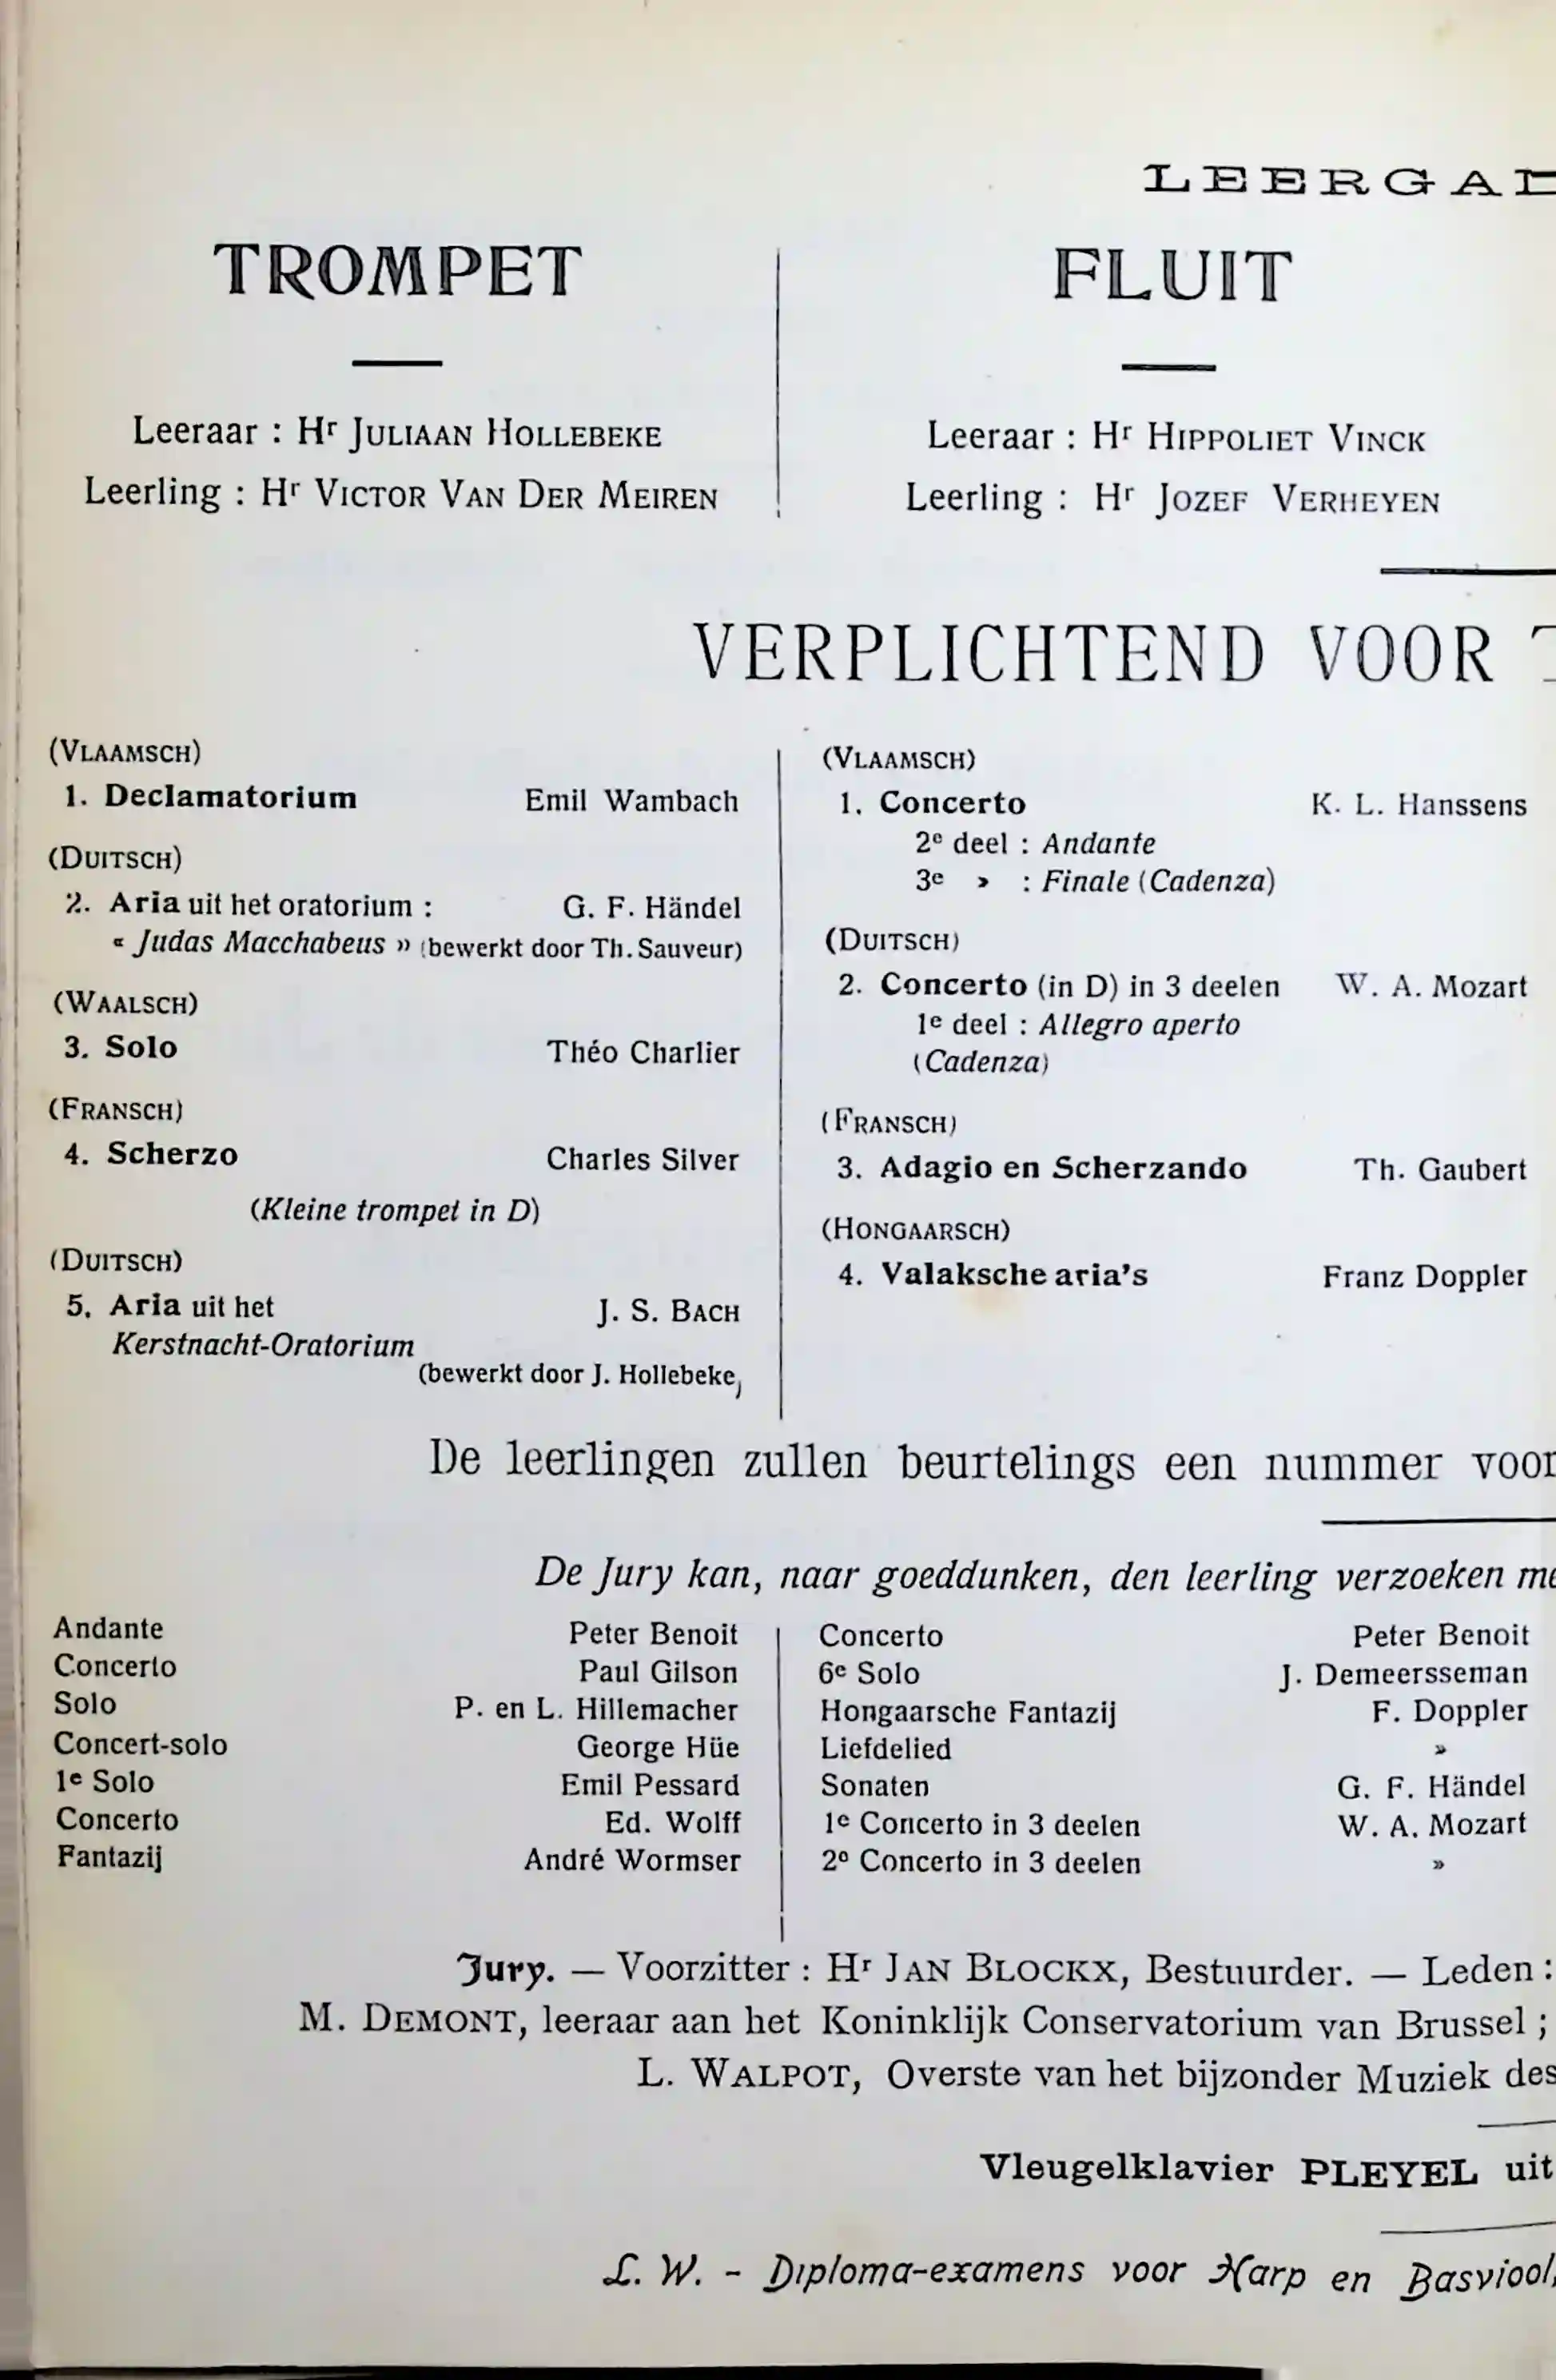 LEERGA
TROMPET
Leeraar : Hr JULIAAN HOLLEBEKE
Leerling : Hr VICTOR VAN DER MEIREN
FLUIT
Leeraar : Hr HIPPOLIET VINCK
Leerling : Hr JOZEF VERHEYEN
VERPLICHTEND VOOR
(VLAAMSCH)
1. Declamatorium Emil Wambach
(DUITSCH)
2. Aria uit het oratorium : G. F. Händel
« Judas Macchabeus » (bewerkt door Th. Sauveur)
(WAALSCH)
3. Solo Théo Charlier
(FRANSCH)
4. Scherzo Charles Silver
(Kleine trompet in D)
(DUITSCH)
5. Aria uit het J. S. BACH
Kerstnacht-Oratorium
(bewerkt door J. Hollebeke)
(VLAAMSCH)
1. Concerto K. L. Hanssens
2e deel : Andante
3e » : Finale (Cadenza)
(DUITSCH)
2. Concerto (in D) in 3 deelen W. A. Mozart
1e deel : Allegro aperto
(Cadenza)
(FRANSCH)
3. Adagio en Scherzando Th. Gaubert
(HONGAARSCH)
4. Valaksche aria's Franz Doppler
De leerlingen zullen beurtelings een nummer voor
De Jury kan, naar goeddunken, den leerling verzoeken me
Andante Peter Benoit
Concerto Paul Gilson
Solo P. en L. Hillemacher
Concert-solo George Hüe
1e Solo Emil Pessard
Concerto Ed. Wolff
Fantazij André Wormser
Concerto Peter Benoit
6e Solo J. Demeersseman
Hongaarsche Fantazij F. Doppler
Liefdelied »
Sonaten G. F. Händel
1e Concerto in 3 deelen W. A. Mozart
2e Concerto in 3 deelen »
Jury. — Voorzitter : Hr JAN BLOCKX, Bestuurder. — Leden :
M. DEMONT, leeraar aan het Koninklijk Conservatorium van Brussel ;
L. WALPOT, Overste van het bijzonder Muziek des
Vleugelklavier PLEYEL uit
L. W. - Diploma-examens voor Harp en Basviool,